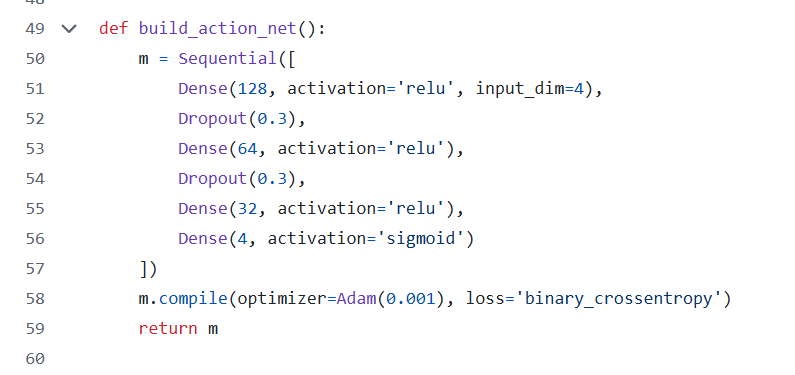 49 def build_action_net():
50 m = Sequential([
51 Dense(128, activation='relu', input_dim=4),
52 Dropout(0.3),
53 Dense(64, activation='relu'),
54 Dropout(0.3),
55 Dense(32, activation='relu'),
56 Dense(4, activation='sigmoid')
57 ])
58 m.compile(optimizer=Adam(0.001), loss='binary_crossentropy')
59 return m
60